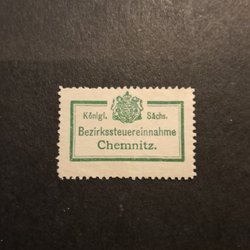 Königl. Sächs.
Bezirkssteuereinnahme
Chemnitz.